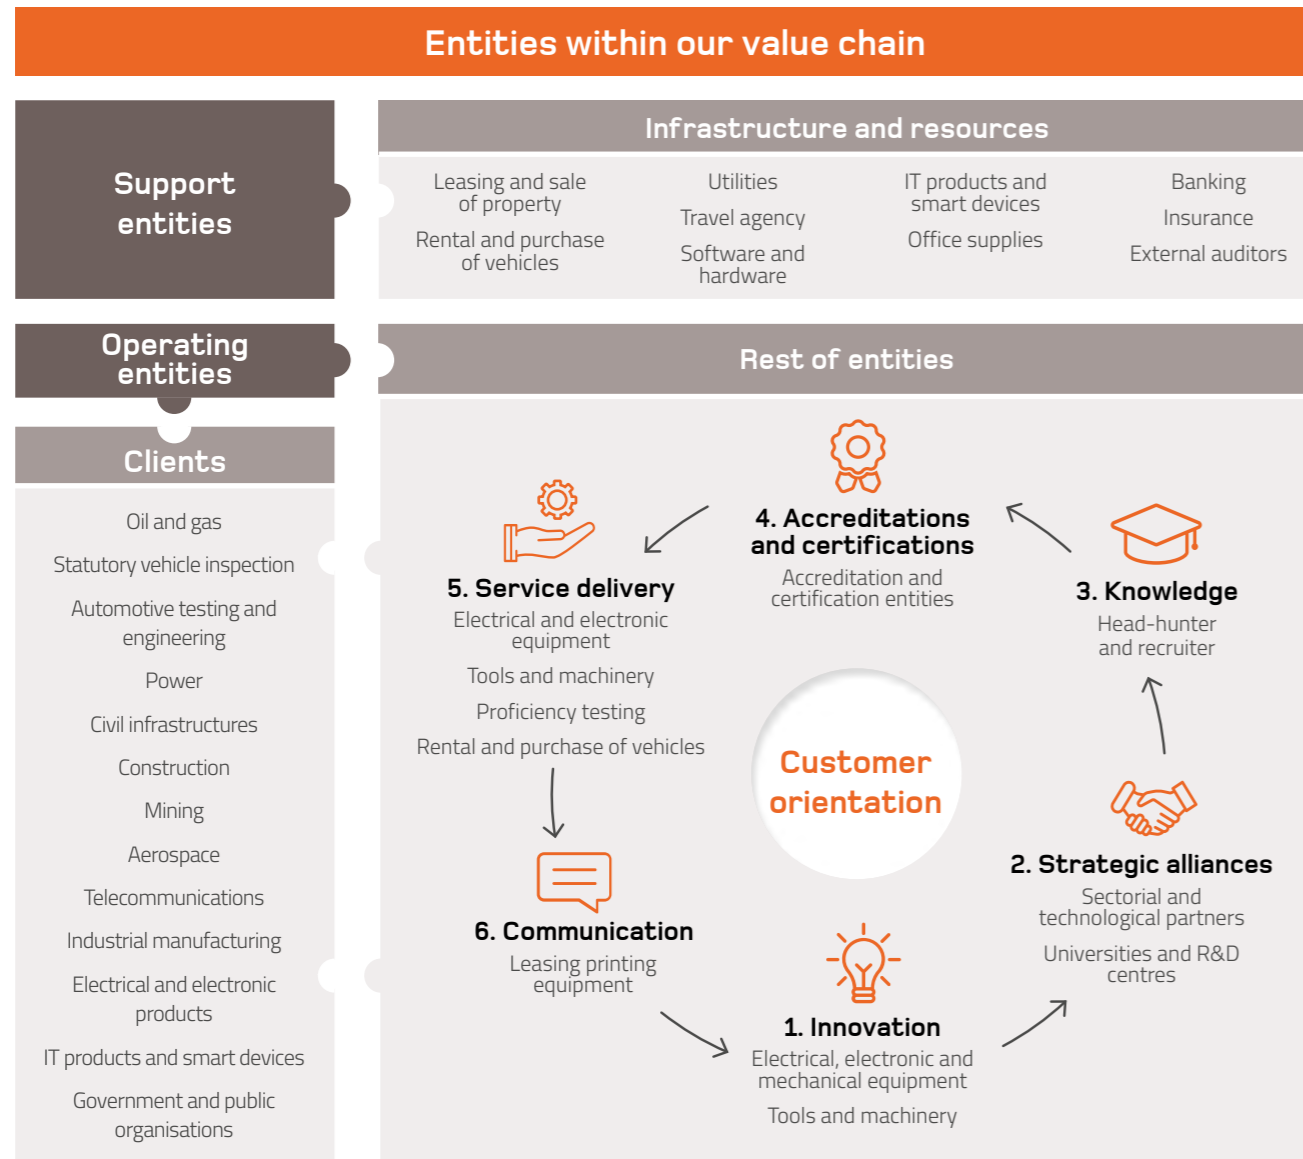 Entities within our value chain
Support
entities
Infrastructure and resources
Leasing and sale
of property
Rental and purchase
of vehicles
Utilities
Travel agency
Software and
hardware
IT products and
smart devices
Office supplies
Banking
Insurance
External auditors
Operating
entities
Clients
Oil and gas
Statutory vehicle inspection
Automotive testing and
engineering
Power
Civil infrastructures
Construction
Mining
Aerospace
Telecommunications
Industrial manufacturing
Electrical and electronic
products
IT products and smart devices
Government and public
organisations
Rest of entities
Customer
orientation
1. Innovation
Electrical, electronic and
mechanical equipment
Tools and machinery
2. Strategic alliances
Sectorial and
technological partners
Universities and R&D
centres
3. Knowledge
Head-hunter
and recruiter
4. Accreditations
and certifications
Accreditation and
certification entities
5. Service delivery
Electrical and electronic
equipment
Tools and machinery
Proficiency testing
Rental and purchase of vehicles
6. Communication
Leasing printing
equipment